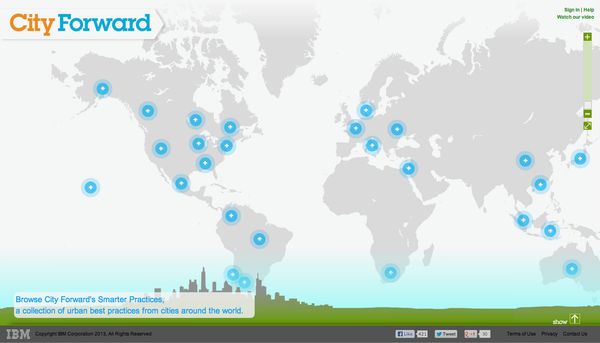 City Forward
Sign In | Help
Watch our video
Browse City Forward's Smarter Practices,
a collection of urban best practices from cities around the world.
show
IBM Copyright IBM Corporation 2013. All Rights Reserved Like 421 Tweet +1 30 Terms of Use Privacy Contact Us